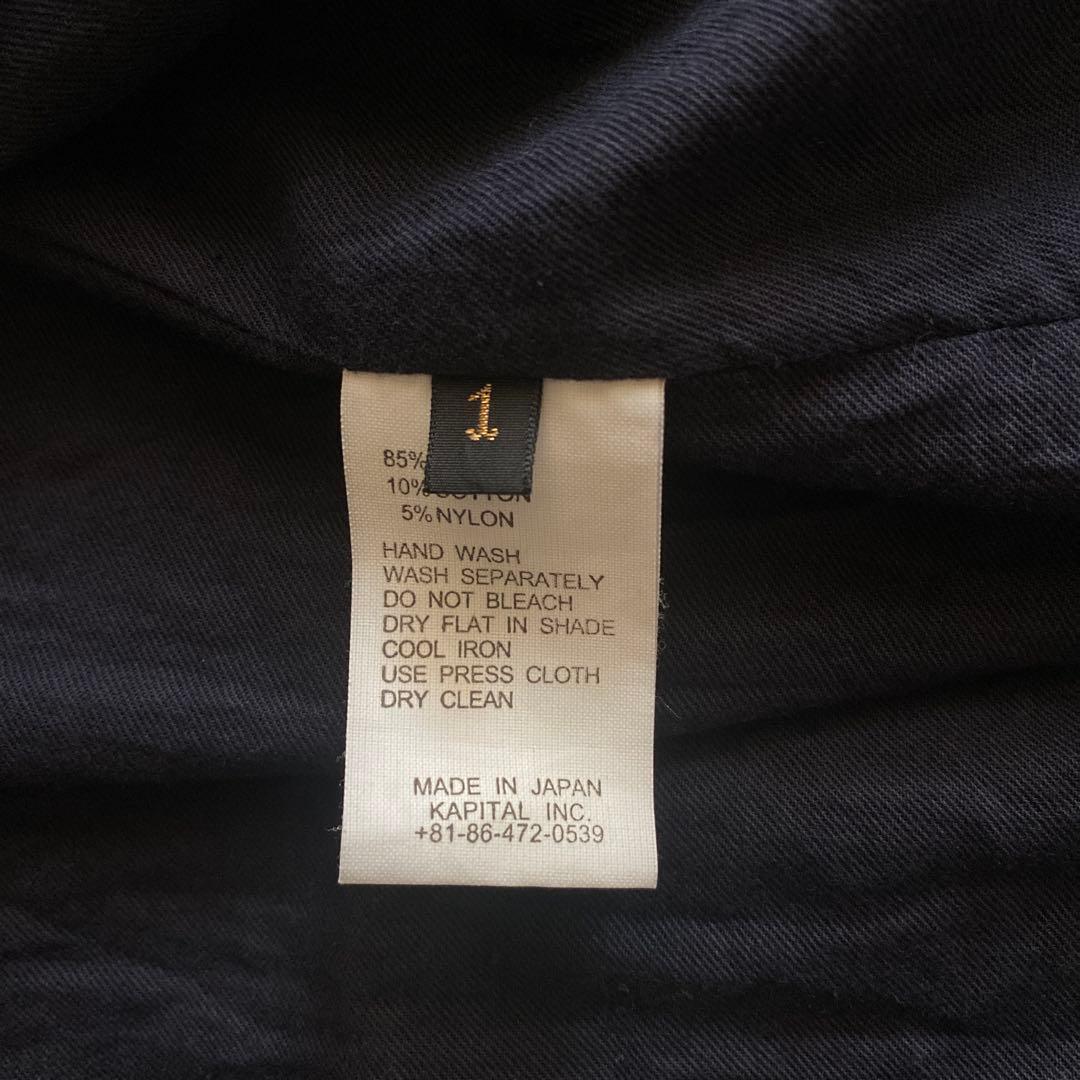 1
85%
10% COTTON
5% NYLON
HAND WASH
WASH SEPARATELY
DO NOT BLEACH
DRY FLAT IN SHADE
COOL IRON
USE PRESS CLOTH
DRY CLEAN
MADE IN JAPAN
KAPITAL INC.
+81-86-472-0539